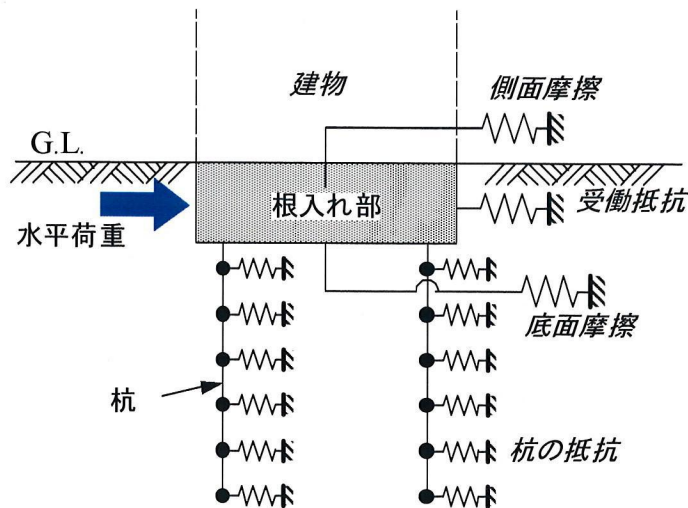 建物
側面摩擦
G.L.
根入れ部
受働抵抗
水平荷重
底面摩擦
杭
杭の抵抗